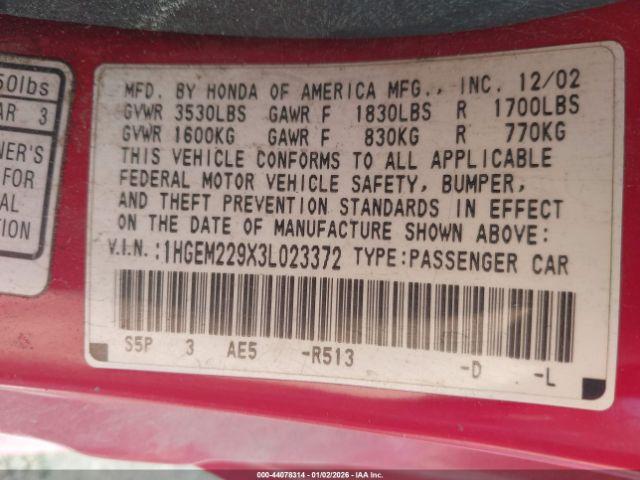 50lbs
AR 3
NER'S
FOR
AL
MFD. BY HONDA OF AMERICA MFG., INC. 12/02
GVWR 3530LBS GAWR F 1830LBS R 1700LBS
GVWR 1600KG GAWR F 830KG R 770KG
THIS VEHICLE CONFORMS TO ALL APPLICABLE
FEDERAL MOTOR VEHICLE SAFETY, BUMPER,
AND THEFT PREVENTION STANDARDS IN EFFECT
ON THE DATE OF MANUFACTURE SHOWN ABOVE:
V.I.N.:1HGEM229X3L023372 TYPE:PASSENGER CAR
S5P 3 AE5 -R513 -D -L
000-44078314 - 01/02/2026 - IAA Inc.